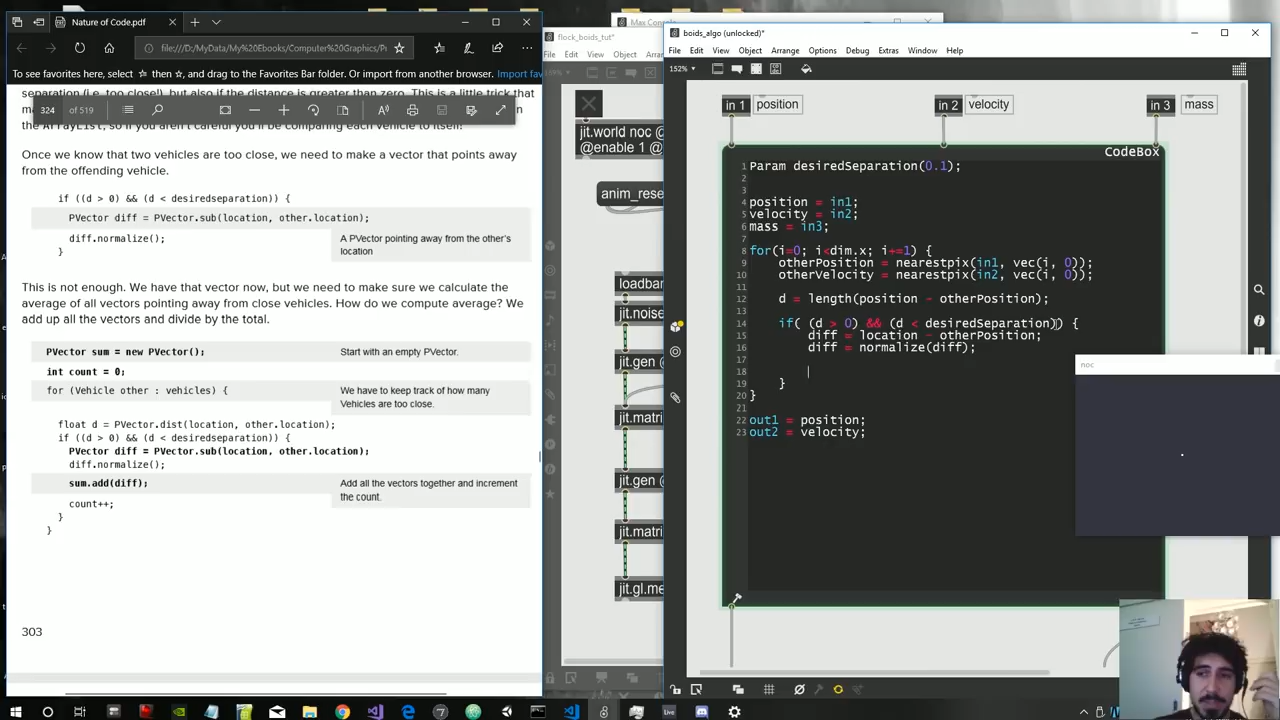 Nature of Code.pdf
file:///D:/MyData/My%20Ebooks/Computer%20Graphics/P
To see favorites here, select then , and drag to the Favorites Bar folder. Or import from another browser. Import fav
separation (i.e. too close!), but also if the distance is greater than zero. This is a little trick that
324 of 519
the ArrayList, so if you aren't careful you'll be comparing each vehicle to itself!
Once we know that two vehicles are too close, we need to make a vector that points away
from the offending vehicle.
if ((d > 0) && (d < desiredseparation)) {
PVector diff = PVector.sub(location, other.location);
diff.normalize();
A PVector pointing away from the other's
location
}
This is not enough. We have that vector now, but we need to make sure we calculate the
average of all vectors pointing away from close vehicles. How do we compute average? We
add up all the vectors and divide by the total.
PVector sum = new PVector();
Start with an empty PVector.
int count = 0;
for (Vehicle other : vehicles) {
We have to keep track of how many
Vehicles are too close.
float d = PVector.dist(location, other.location);
if ((d > 0) && (d < desiredseparation)) {
PVector diff = PVector.sub(location, other.location);
diff.normalize();
sum.add(diff);
Add all the vectors together and increment
the count.
count++;
}
}
303
Max Console
flock_boids_tut*
File Edit View Object Arran
jit.world noc @
@enable 1 @
anim_rese
loadban
jit.noise
jit.gen @
jit.matri
jit.gen @
jit.matri
jit.gl.me
boids_algo (unlocked)*
File Edit View Object Arrange Options Debug Extras Window Help
152%
in 1 position
in 2 velocity
in 3 mass
CodeBox
1 Param desiredSeparation(0.1);
2
3
4 position = in1;
5 velocity = in2;
6 mass = in3;
7
8 for(i=0; i<dim.x; i+=1) {
9 otherPosition = nearestpix(in1, vec(i, 0));
10 otherVelocity = nearestpix(in2, vec(i, 0));
11
12 d = length(position - otherPosition);
13
14 if( (d > 0) && (d < desiredSeparation)) {
15 diff = location - otherPosition;
16 diff = normalize(diff);
17
18
19 }
20 }
21
22 out1 = position;
23 out2 = velocity;
noc